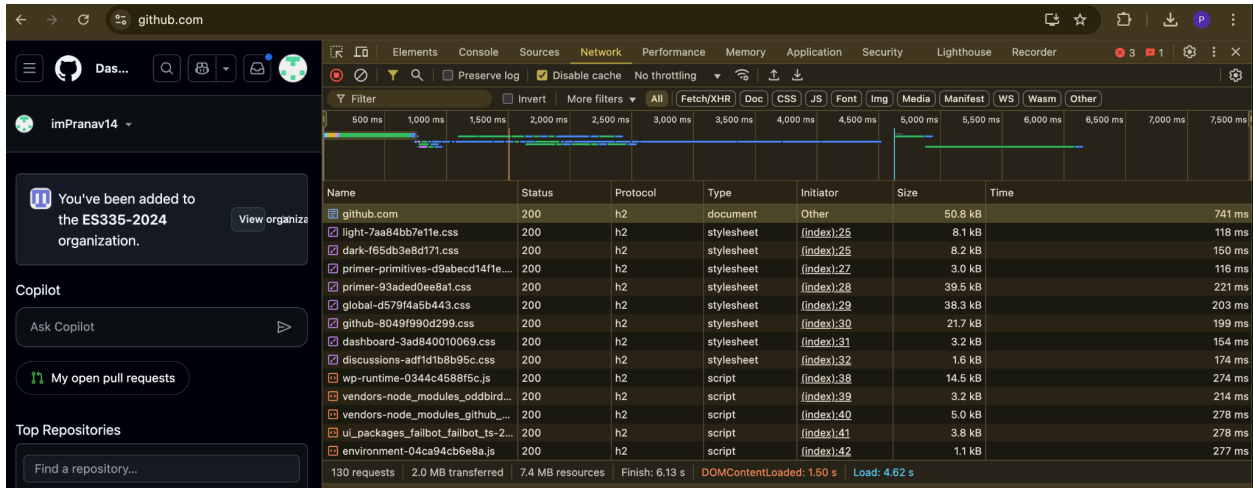 github.com
P
Das...
imPranav14
You've been added to
the ES335-2024
organization.
View organiza
Copilot
Ask Copilot
My open pull requests
Top Repositories
Find a repository...
Elements Console Sources Network Performance Memory Application Security Lighthouse Recorder 3 1
Preserve log Disable cache No throttling
Filter Invert More filters All Fetch/XHR Doc CSS JS Font Img Media Manifest WS Wasm Other
500 ms 1,000 ms 1,500 ms 2,000 ms 2,500 ms 3,000 ms 3,500 ms 4,000 ms 4,500 ms 5,000 ms 5,500 ms 6,000 ms 6,500 ms 7,000 ms 7,500 ms
Name Status Protocol Type Initiator Size Time
github.com 200 h2 document Other 50.8 kB 741 ms
light-7aa84bb7e11e.css 200 h2 stylesheet (index):25 8.1 kB 118 ms
dark-f65db3e8d171.css 200 h2 stylesheet (index):25 8.2 kB 150 ms
primer-primitives-d9abecd14f1e.... 200 h2 stylesheet (index):27 3.0 kB 116 ms
primer-93aded0ee8a1.css 200 h2 stylesheet (index):28 39.5 kB 221 ms
global-d579f4a5b443.css 200 h2 stylesheet (index):29 38.3 kB 203 ms
github-8049f990d299.css 200 h2 stylesheet (index):30 21.7 kB 199 ms
dashboard-3ad840010069.css 200 h2 stylesheet (index):31 3.2 kB 154 ms
discussions-adf1d1b8b95c.css 200 h2 stylesheet (index):32 1.6 kB 174 ms
wp-runtime-0344c4588f5c.js 200 h2 script (index):38 14.5 kB 274 ms
vendors-node_modules_oddbird... 200 h2 script (index):39 3.2 kB 214 ms
vendors-node_modules_github_... 200 h2 script (index):40 5.0 kB 278 ms
ui_packages_failbot_failbot_ts-2... 200 h2 script (index):41 3.8 kB 278 ms
environment-04ca94cb6e8a.js 200 h2 script (index):42 1.1 kB 277 ms
130 requests 2.0 MB transferred 7.4 MB resources Finish: 6.13 s DOMContentLoaded: 1.50 s Load: 4.62 s